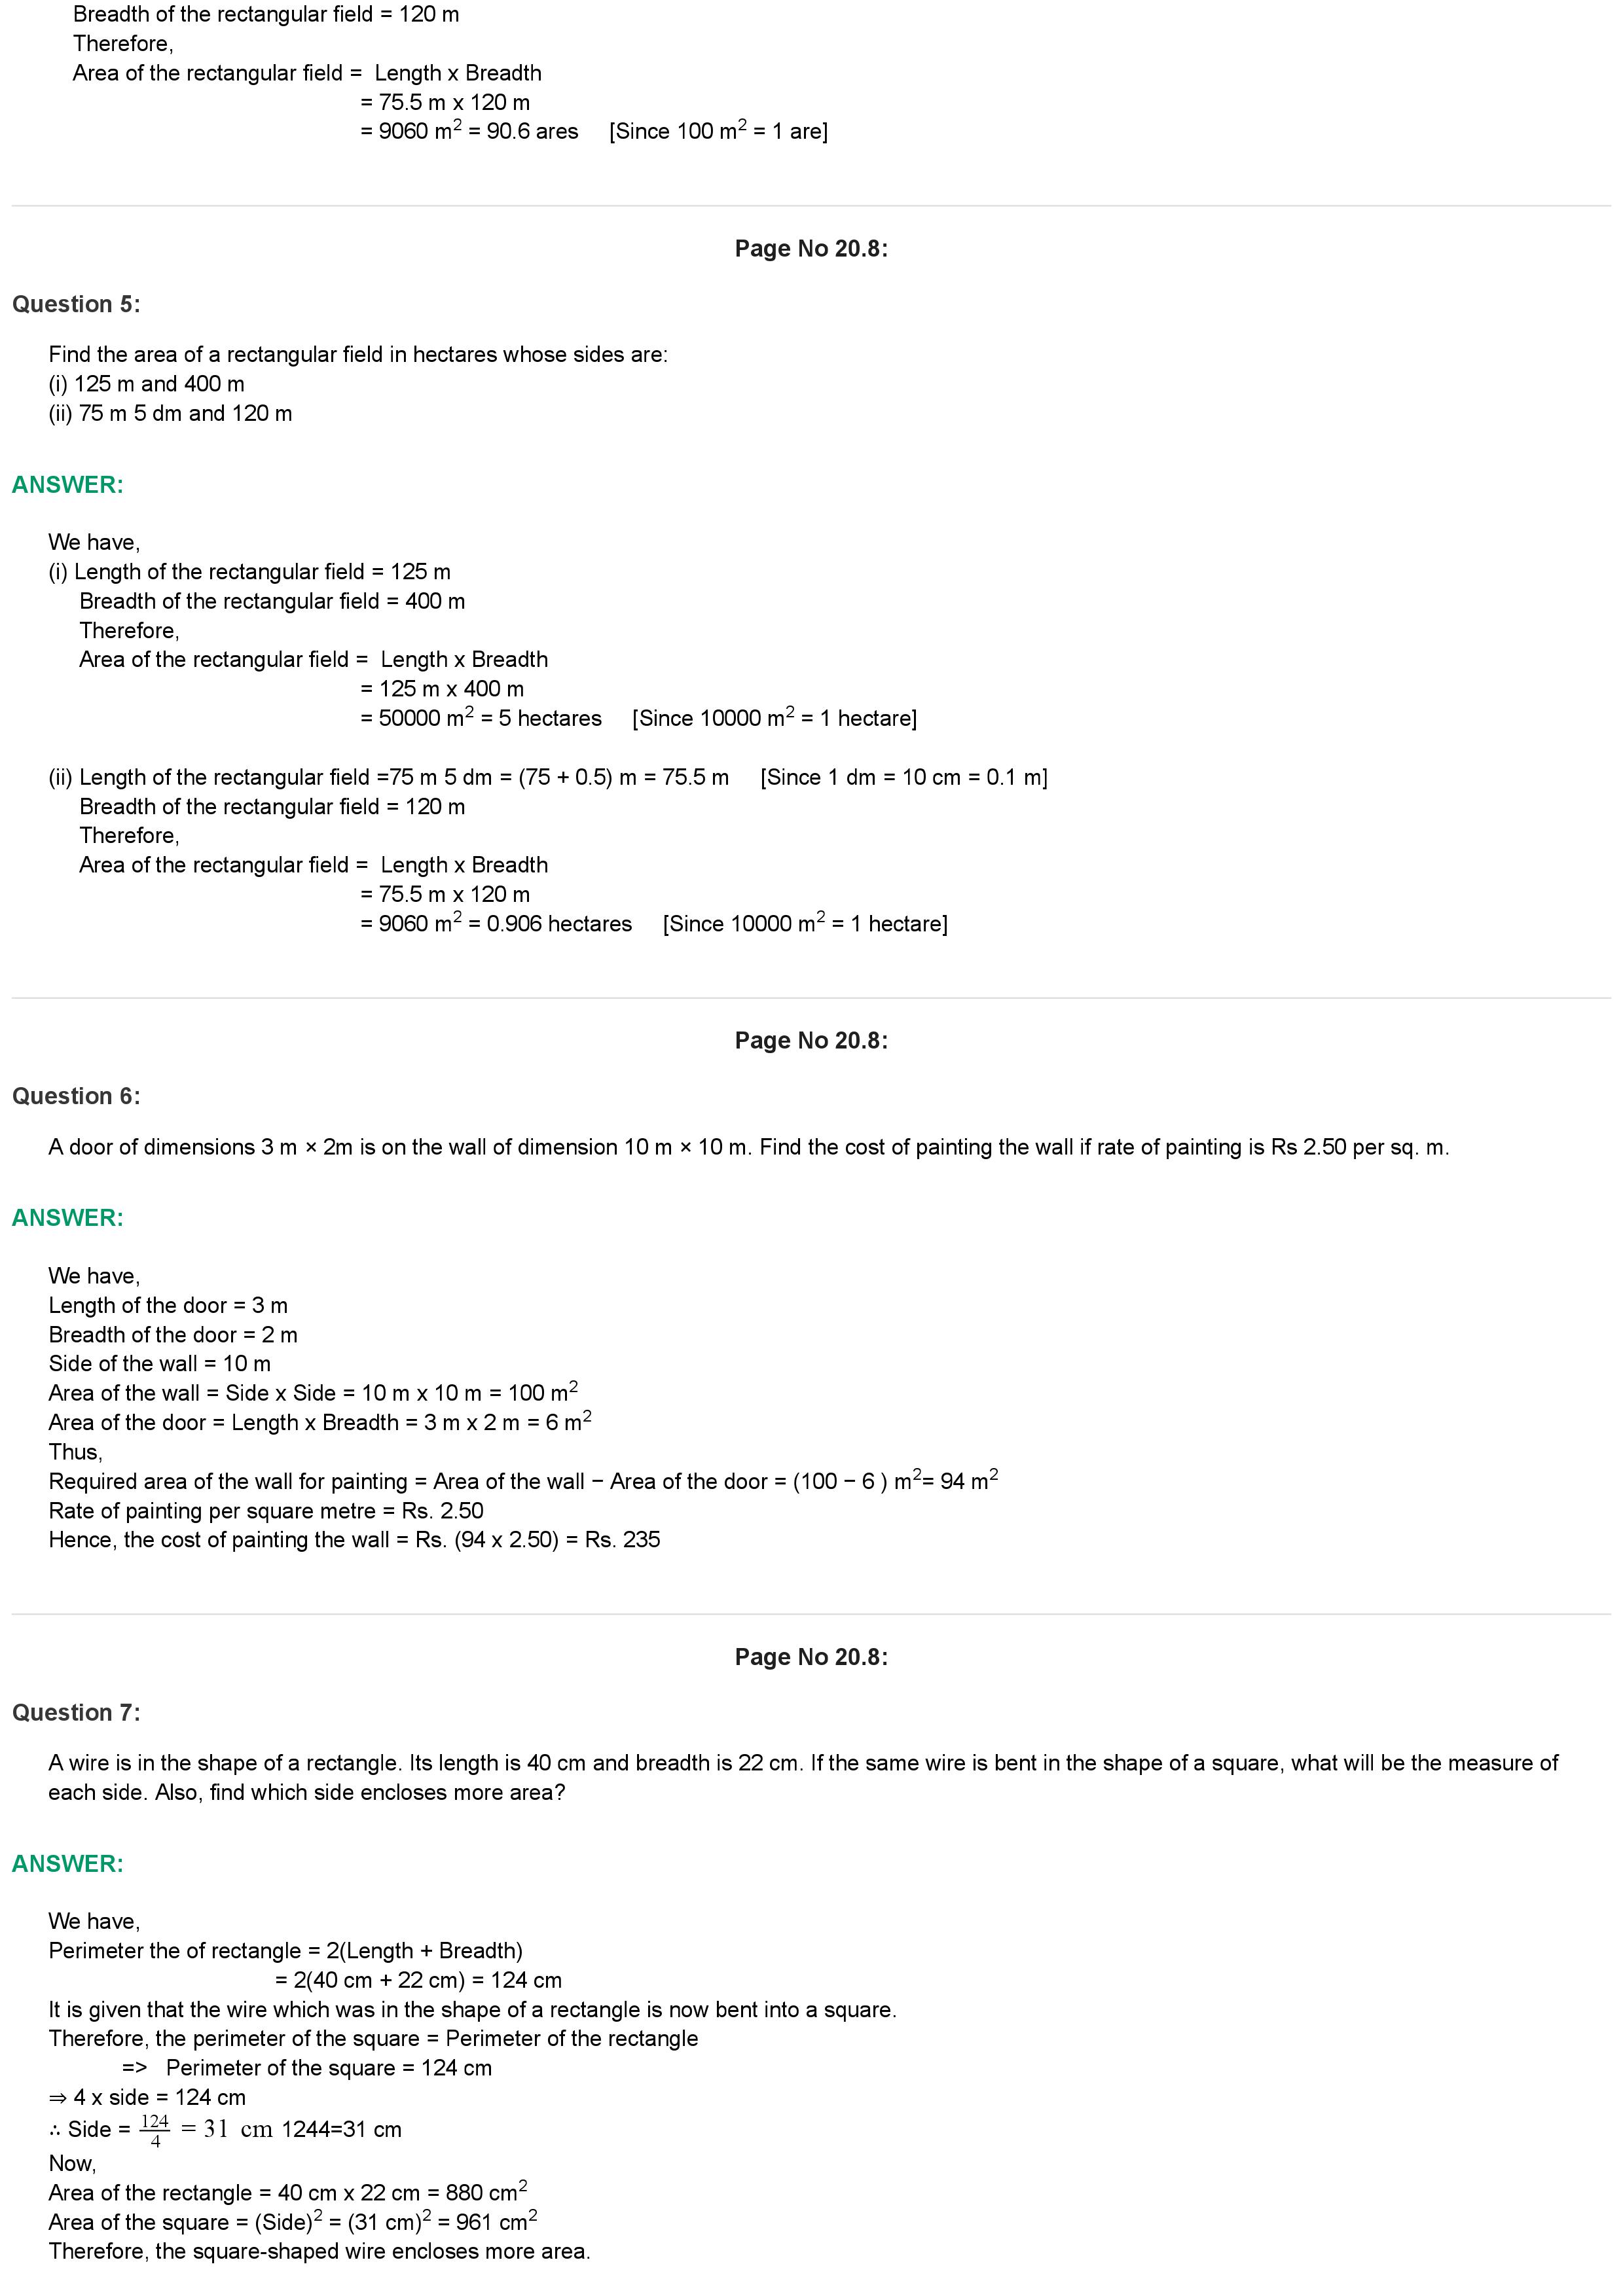 Breadth of the rectangular field = 120 m
Therefore,
Area of the rectangular field =  Length x Breadth
= 75.5 m x 120 m
= 9060 m² = 90.6 ares     [Since 100 m² = 1 are]
Page No 20.8:
Question 5:
Find the area of a rectangular field in hectares whose sides are:
(i) 125 m and 400 m
(ii) 75 m 5 dm and 120 m
ANSWER:
We have,
(i) Length of the rectangular field = 125 m
Breadth of the rectangular field = 400 m
Therefore,
Area of the rectangular field =  Length x Breadth
= 125 m x 400 m
= 50000 m² = 5 hectares     [Since 10000 m² = 1 hectare]
(ii) Length of the rectangular field =75 m 5 dm = (75 + 0.5) m = 75.5 m     [Since 1 dm = 10 cm = 0.1 m]
Breadth of the rectangular field = 120 m
Therefore,
Area of the rectangular field =  Length x Breadth
= 75.5 m x 120 m
= 9060 m² = 0.906 hectares     [Since 10000 m² = 1 hectare]
Page No 20.8:
Question 6:
A door of dimensions 3 m × 2m is on the wall of dimension 10 m × 10 m. Find the cost of painting the wall if rate of painting is Rs 2.50 per sq. m.
ANSWER:
We have,
Length of the door = 3 m
Breadth of the door = 2 m
Side of the wall = 10 m
Area of the wall = Side x Side = 10 m x 10 m = 100 m²
Area of the door = Length x Breadth = 3 m x 2 m = 6 m²
Thus,
Required area of the wall for painting = Area of the wall − Area of the door = (100 − 6 ) m²= 94 m²
Rate of painting per square metre = Rs. 2.50
Hence, the cost of painting the wall = Rs. (94 x 2.50) = Rs. 235
Page No 20.8:
Question 7:
A wire is in the shape of a rectangle. Its length is 40 cm and breadth is 22 cm. If the same wire is bent in the shape of a square, what will be the measure of
each side. Also, find which side encloses more area?
ANSWER:
We have,
Perimeter the of rectangle = 2(Length + Breadth)
= 2(40 cm + 22 cm) = 124 cm
It is given that the wire which was in the shape of a rectangle is now bent into a square.
Therefore, the perimeter of the square = Perimeter of the rectangle
=>   Perimeter of the square = 124 cm
⇒ 4 x side = 124 cm
∴ Side = 124/4 = 31 cm 1244=31 cm
Now,
Area of the rectangle = 40 cm x 22 cm = 880 cm²
Area of the square = (Side)² = (31 cm)² = 961 cm²
Therefore, the square-shaped wire encloses more area.